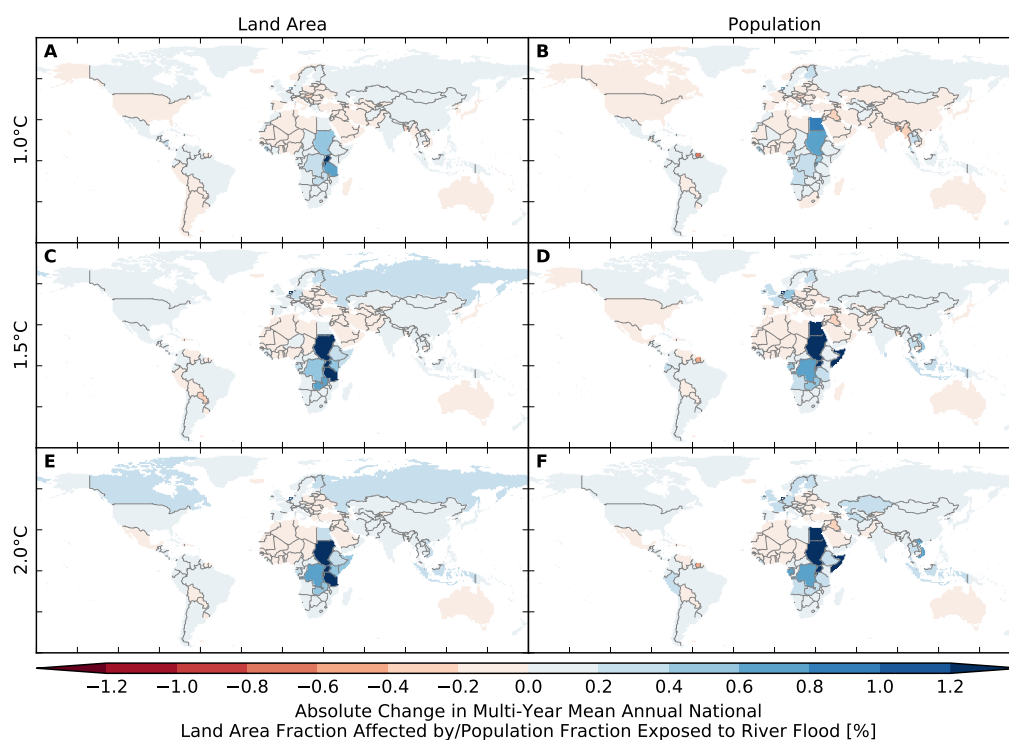 Land Area
Population
A
B
1.0°C
C
D
1.5°C
E
F
2.0°C
−1.2 −1.0 −0.8 −0.6 −0.4 −0.2 0.0 0.2 0.4 0.6 0.8 1.0 1.2
Absolute Change in Multi-Year Mean Annual National
Land Area Fraction Affected by/Population Fraction Exposed to River Flood [%]